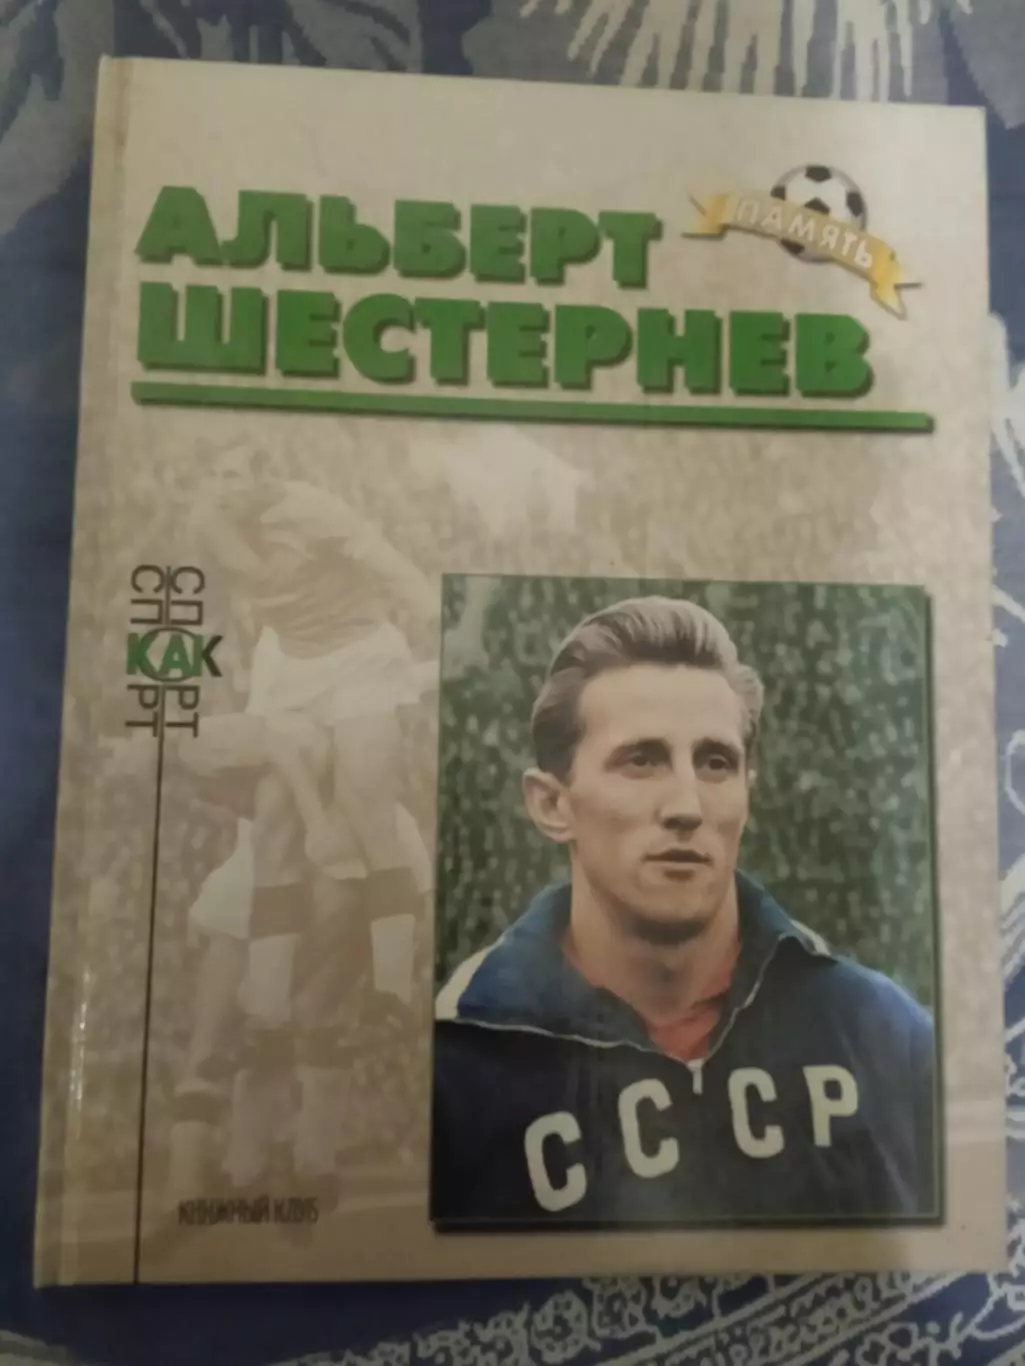 АЛЬБЕРТ
ШЕСТЕРНЕВ
ПАМЯТЬ
СПОРТ
СПОРТ
КАК
КНИЖНЫЙ КЛУБ
СССР